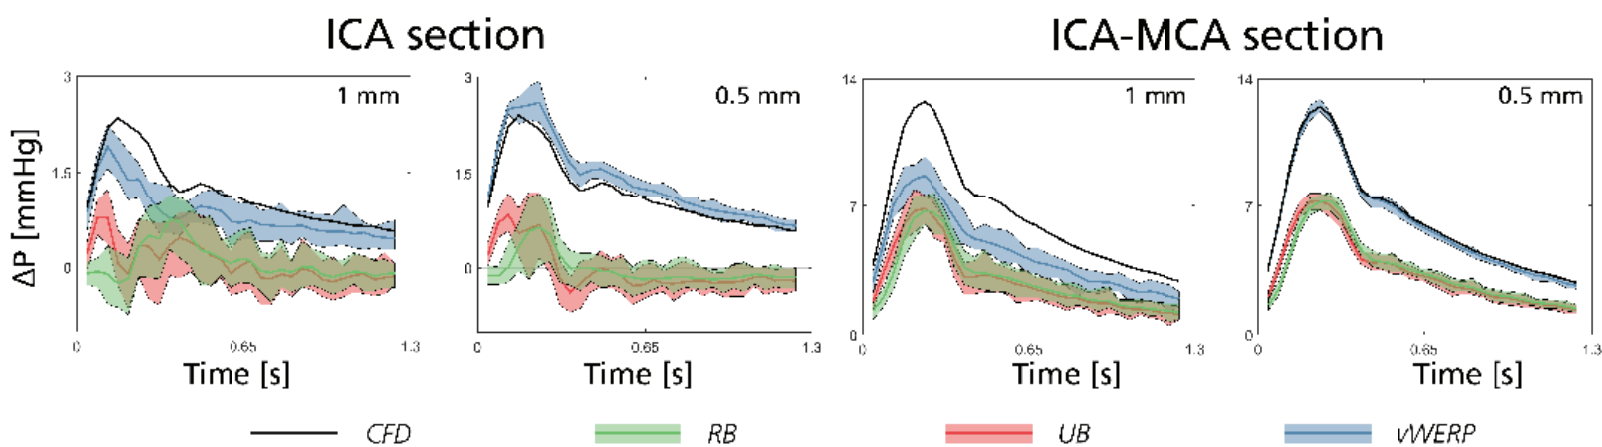 ICA section
ICA-MCA section
ΔP [mmHg]
3
1.5
0
1 mm
0 0.65 1.3
Time [s]
3
1.5
0
0.5 mm
0 0.65 1.3
Time [s]
14
7
0
1 mm
0 0.65 1.3
Time [s]
14
7
0
0.5 mm
0 0.65 1.3
Time [s]
CFD RB UB vWERP